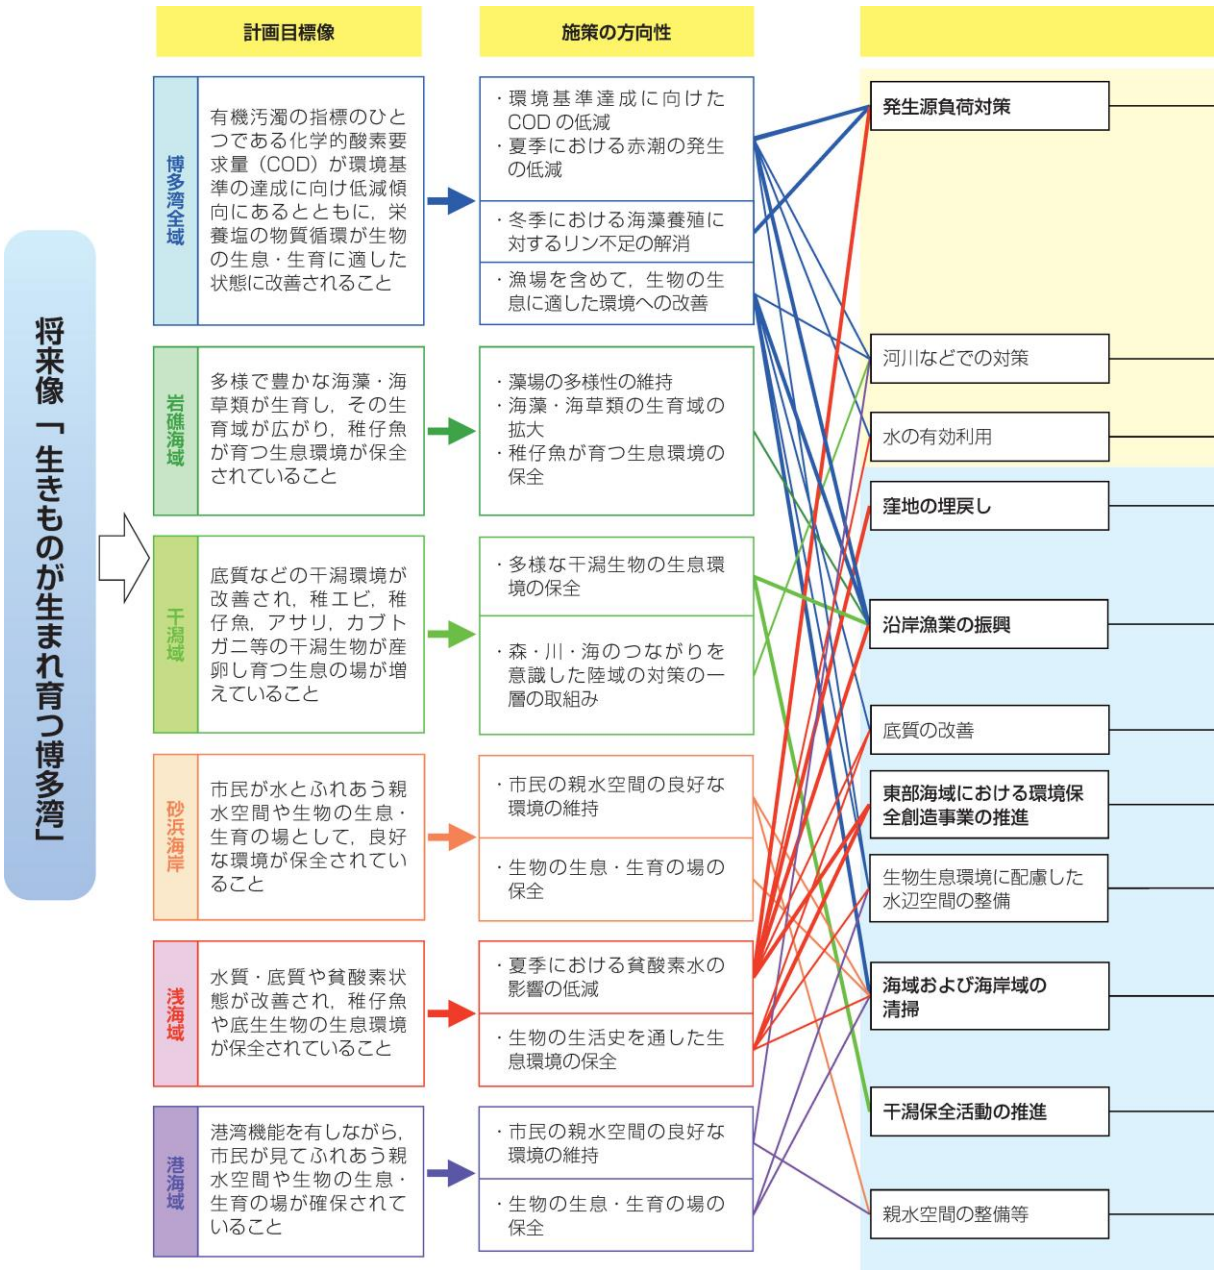 計画目標像
施策の方向性
将来像「生きものが生まれ育つ博多湾」
博多湾全域
有機汚濁の指標のひと
つである化学的酸素要
求量（COD）が環境基
準の達成に向け低減傾
向にあるとともに，栄
養塩の物質循環が生物
の生息・生育に適した
状態に改善されること
・環境基準達成に向けた
CODの低減
・夏季における赤潮の発生
の低減
・冬季における海藻養殖に
対するリン不足の解消
・漁場を含めて，生物の生
息に適した環境への改善
岩礁海域
多様で豊かな海藻・海
草類が生育し，その生
育域が広がり，稚仔魚
が育つ生息環境が保全
されていること
・藻場の多様性の維持
・海藻・海草類の生育域の
拡大
・稚仔魚が育つ生息環境の
保全
干潟域
底質などの干潟環境が
改善され，稚エビ，稚
仔魚，アサリ，カブト
ガニ等の干潟生物が産
卵し育つ生息の場が増
えていること
・多様な干潟生物の生息環
境の保全
・森・川・海のつながりを
意識した陸域の対策の一
層の取組み
砂浜海岸
市民が水とふれあう親
水空間や生物の生息・
生育の場として，良好
な環境が保全されてい
ること
・市民の親水空間の良好な
環境の維持
・生物の生息・生育の場の
保全
浅海域
水質・底質や貧酸素状
態が改善され，稚仔魚
や底生生物の生息環境
が保全されていること
・夏季における貧酸素水の
影響の低減
・生物の生活史を通した生
息環境の保全
港海域
港湾機能を有しながら，
市民が見てふれあう親
水空間や生物の生息・
生育の場が確保されて
いること
・市民の親水空間の良好な
環境の維持
・生物の生息・生育の場の
保全
発生源負荷対策
河川などでの対策
水の有効利用
窪地の埋戻し
沿岸漁業の振興
底質の改善
東部海域における環境保
全創造事業の推進
生物生息環境に配慮した
水辺空間の整備
海域および海岸域の
清掃
干潟保全活動の推進
親水空間の整備等